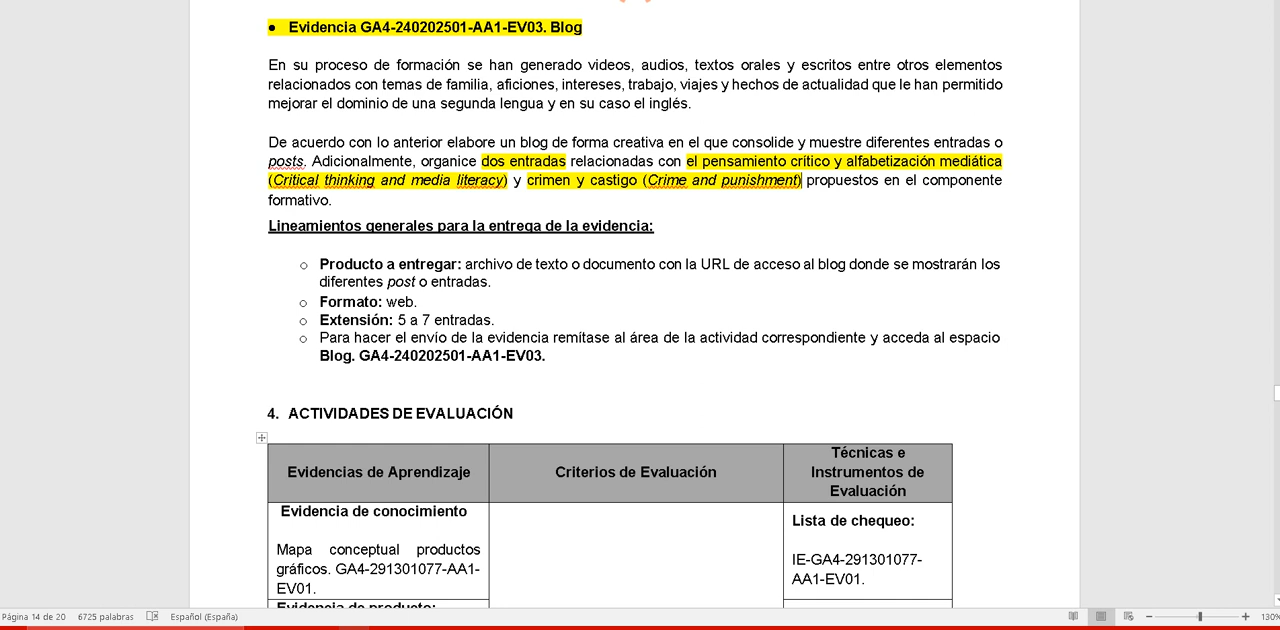 ● Evidencia GA4-240202501-AA1-EV03. Blog
En su proceso de formación se han generado videos, audios, textos orales y escritos entre otros elementos
relacionados con temas de familia, aficiones, intereses, trabajo, viajes y hechos de actualidad que le han permitido
mejorar el dominio de una segunda lengua y en su caso el inglés.
De acuerdo con lo anterior elabore un blog de forma creativa en el que consolide y muestre diferentes entradas o
posts. Adicionalmente, organice dos entradas relacionadas con el pensamiento crítico y alfabetización mediática
(Critical thinking and media literacy) y crimen y castigo (Crime and punishment) propuestos en el componente
formativo.
Lineamientos generales para la entrega de la evidencia:
○ Producto a entregar: archivo de texto o documento con la URL de acceso al blog donde se mostrarán los
diferentes post o entradas.
○ Formato: web.
○ Extensión: 5 a 7 entradas.
○ Para hacer el envío de la evidencia remítase al área de la actividad correspondiente y acceda al espacio
Blog. GA4-240202501-AA1-EV03.
4. ACTIVIDADES DE EVALUACIÓN
Evidencias de Aprendizaje
Criterios de Evaluación
Técnicas e
Instrumentos de
Evaluación
Evidencia de conocimiento
Mapa conceptual productos
gráficos. GA4-291301077-AA1-
EV01.
Lista de chequeo:
IE-GA4-291301077-
AA1-EV01.
Evidencia de producto:
Página 14 de 20 6725 palabras Español (España) 130%